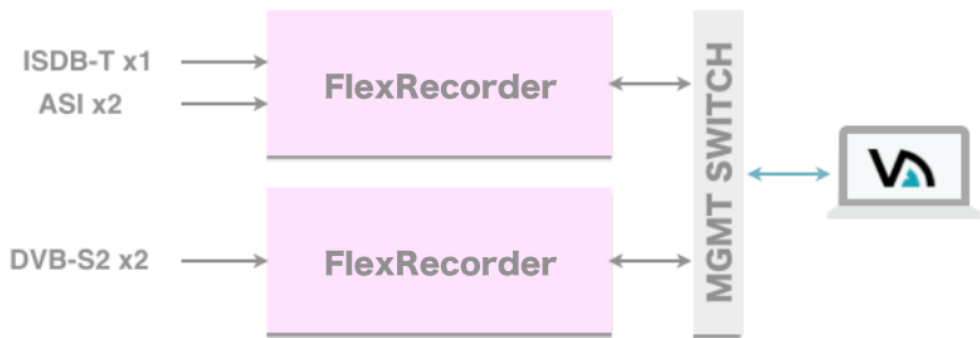 ISDB-T x1
ASI x2
FlexRecorder
DVB-S2 x2
FlexRecorder
MGMT SWITCH